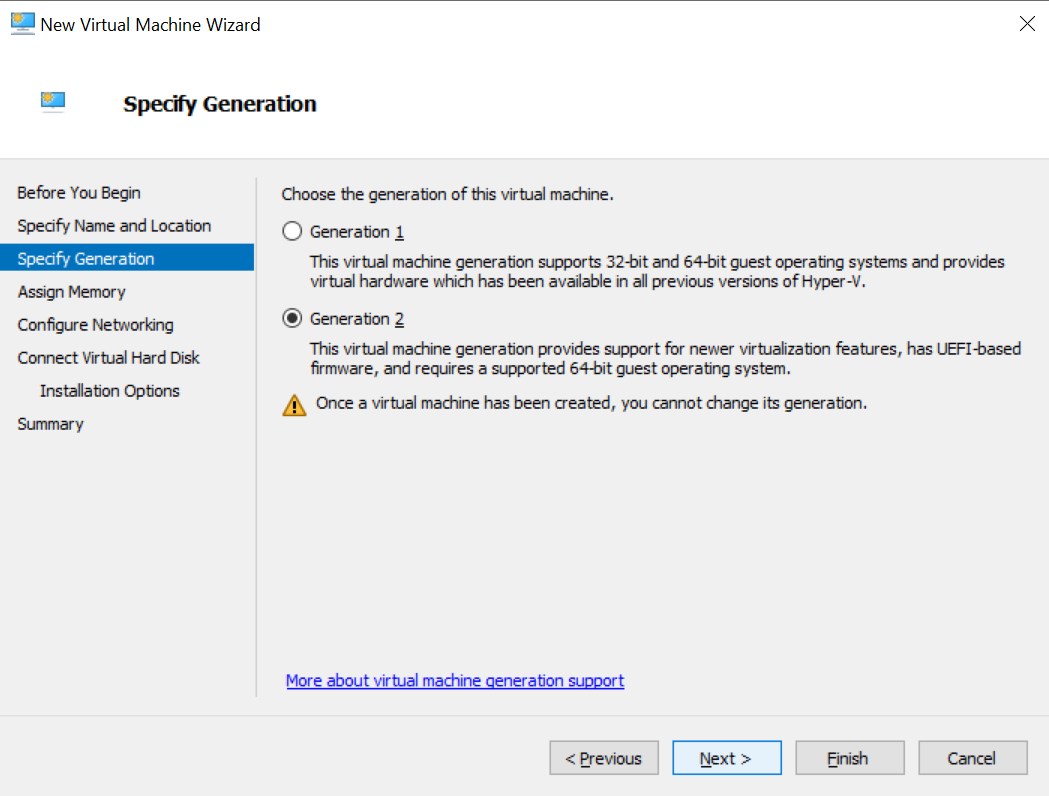 New Virtual Machine Wizard
Specify Generation
Before You Begin
Specify Name and Location
Specify Generation
Assign Memory
Configure Networking
Connect Virtual Hard Disk
Installation Options
Summary
Choose the generation of this virtual machine.
Generation 1
This virtual machine generation supports 32-bit and 64-bit guest operating systems and provides
virtual hardware which has been available in all previous versions of Hyper-V.
Generation 2
This virtual machine generation provides support for newer virtualization features, has UEFI-based
firmware, and requires a supported 64-bit guest operating system.
Once a virtual machine has been created, you cannot change its generation.
More about virtual machine generation support
< Previous
Next >
Finish
Cancel